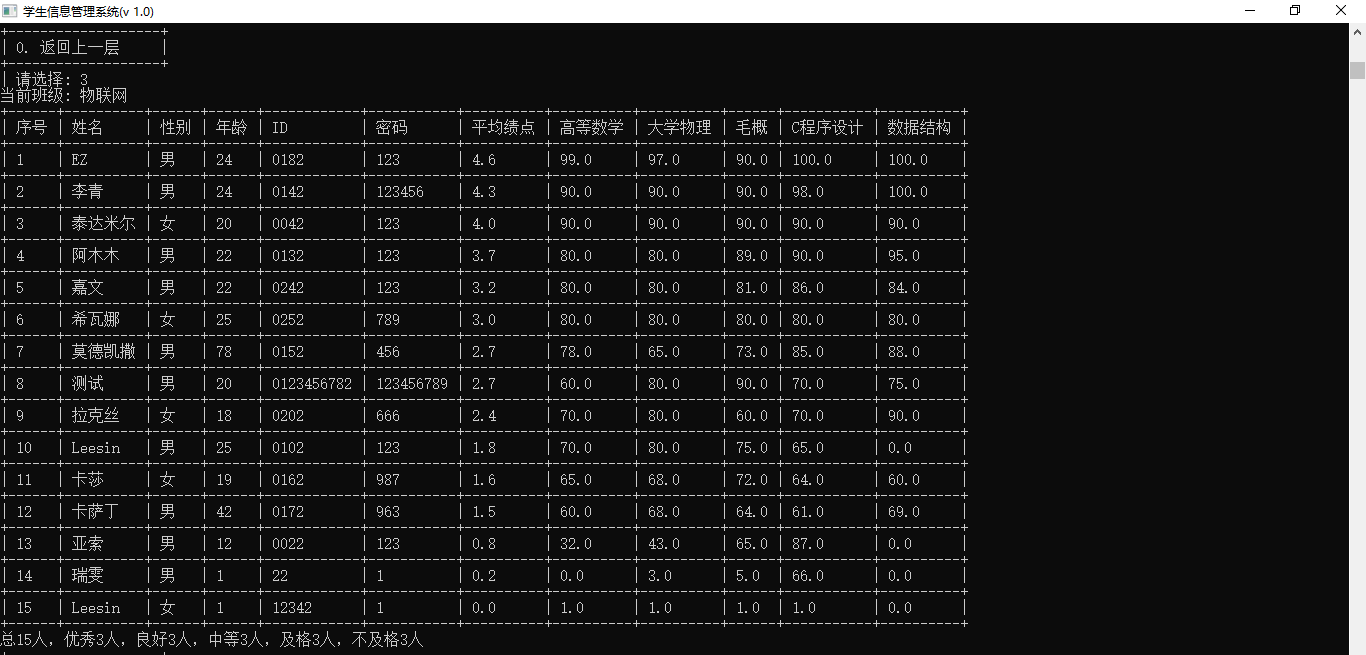 学生信息管理系统(v 1.0)
| 0. 返回上一层 |
| 请选择: 3
当前班级: 物联网
| 序号 | 姓名 | 性别 | 年龄 | ID | 密码 | 平均绩点 | 高等数学 | 大学物理 | 毛概 | C程序设计 | 数据结构 |
| 1 | EZ | 男 | 24 | 0182 | 123 | 4.6 | 99.0 | 97.0 | 90.0 | 100.0 | 100.0 |
| 2 | 李青 | 男 | 24 | 0142 | 123456 | 4.3 | 90.0 | 90.0 | 90.0 | 98.0 | 100.0 |
| 3 | 泰达米尔 | 女 | 20 | 0042 | 123 | 4.0 | 90.0 | 90.0 | 90.0 | 90.0 | 90.0 |
| 4 | 阿木木 | 男 | 22 | 0132 | 123 | 3.7 | 80.0 | 80.0 | 89.0 | 90.0 | 95.0 |
| 5 | 嘉文 | 男 | 22 | 0242 | 123 | 3.2 | 80.0 | 80.0 | 81.0 | 86.0 | 84.0 |
| 6 | 希瓦娜 | 女 | 25 | 0252 | 789 | 3.0 | 80.0 | 80.0 | 80.0 | 80.0 | 80.0 |
| 7 | 莫德凯撒 | 男 | 78 | 0152 | 456 | 2.7 | 78.0 | 65.0 | 73.0 | 85.0 | 88.0 |
| 8 | 测试 | 男 | 20 | 0123456782 | 123456789 | 2.7 | 60.0 | 80.0 | 90.0 | 70.0 | 75.0 |
| 9 | 拉克丝 | 女 | 18 | 0202 | 666 | 2.4 | 70.0 | 80.0 | 60.0 | 70.0 | 90.0 |
| 10 | Leesin | 男 | 25 | 0102 | 123 | 1.8 | 70.0 | 80.0 | 75.0 | 65.0 | 0.0 |
| 11 | 卡莎 | 女 | 19 | 0162 | 987 | 1.6 | 65.0 | 68.0 | 72.0 | 64.0 | 60.0 |
| 12 | 卡萨丁 | 男 | 42 | 0172 | 963 | 1.5 | 60.0 | 68.0 | 64.0 | 61.0 | 69.0 |
| 13 | 亚索 | 男 | 12 | 0022 | 123 | 0.8 | 32.0 | 43.0 | 65.0 | 87.0 | 0.0 |
| 14 | 瑞雯 | 男 | 1 | 22 | 1 | 0.2 | 0.0 | 3.0 | 5.0 | 66.0 | 0.0 |
| 15 | Leesin | 女 | 1 | 12342 | 1 | 0.0 | 1.0 | 1.0 | 1.0 | 1.0 | 0.0 |
总15人，优秀3人，良好3人，中等3人，及格3人，不及格3人